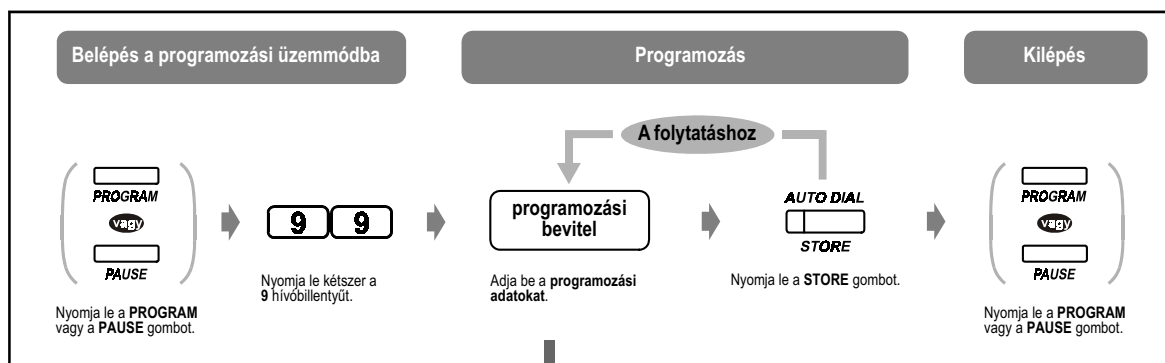 Belépés a programozási üzemmódba
Programozás
Kilépés
A folytatáshoz
PROGRAM
vagy
PAUSE
Nyomja le a PROGRAM
vagy a PAUSE gombot.
9 9
Nyomja le kétszer a
9 hívóbillentyűt.
programozási
bevitel
Adja be a programozási
adatokat.
AUTO DIAL
STORE
Nyomja le a STORE gombot.
PROGRAM
vagy
PAUSE
Nyomja le a PROGRAM
vagy a PAUSE gombot.